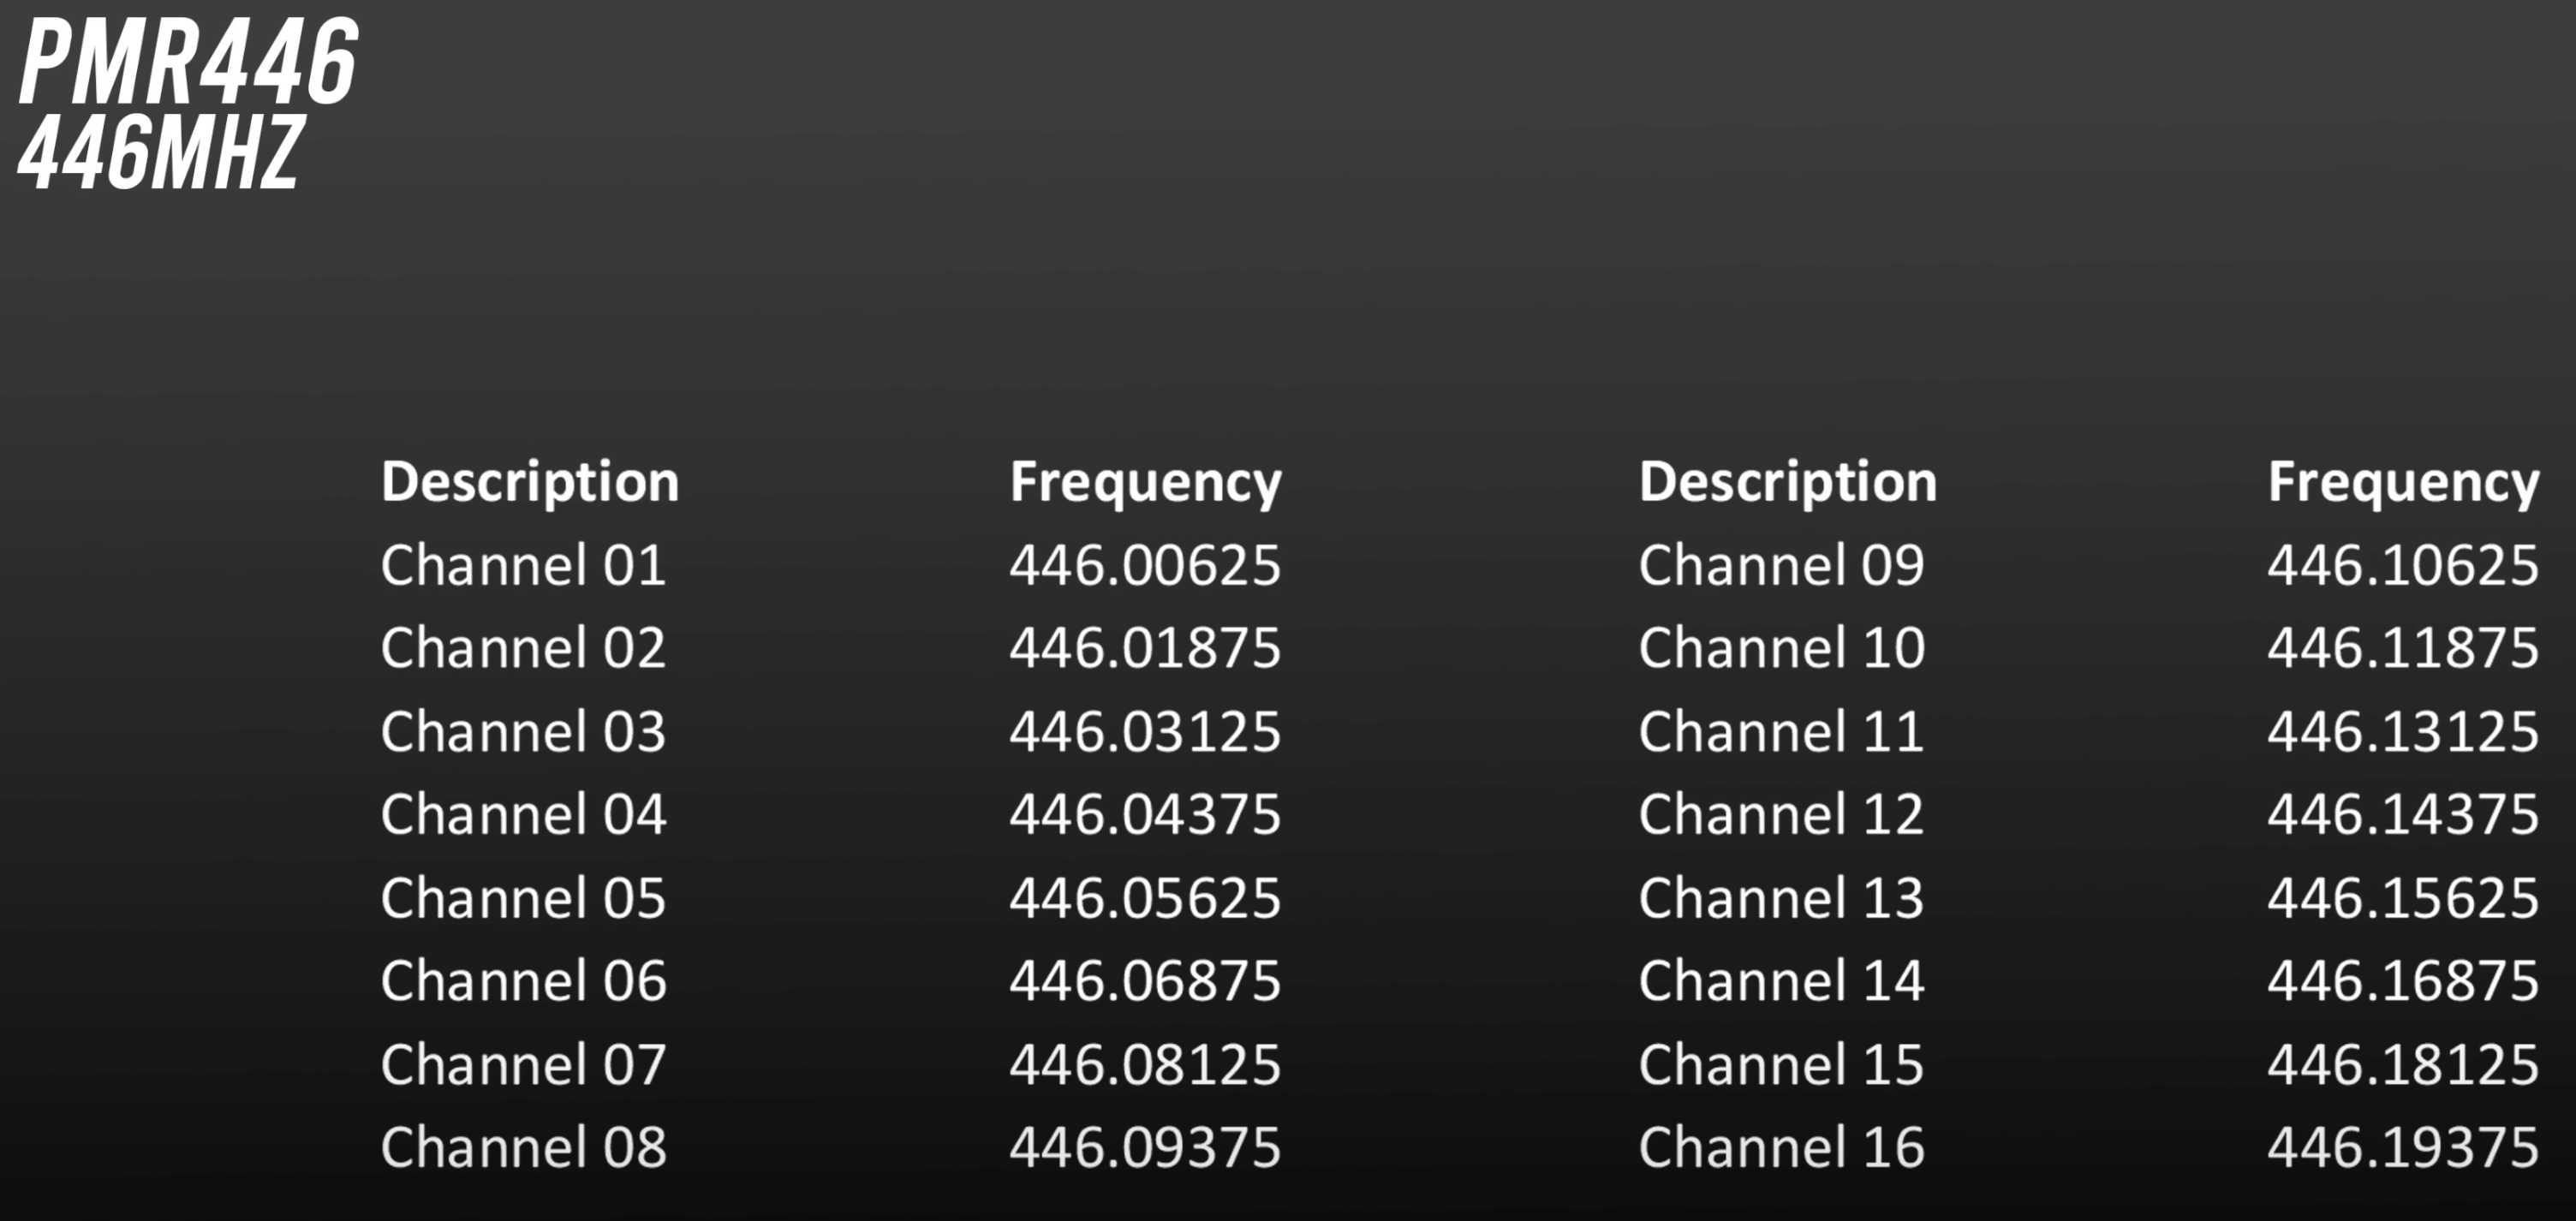 PMR446
446MHZ
Description Frequency Description Frequency
Channel 01 446.00625 Channel 09 446.10625
Channel 02 446.01875 Channel 10 446.11875
Channel 03 446.03125 Channel 11 446.13125
Channel 04 446.04375 Channel 12 446.14375
Channel 05 446.05625 Channel 13 446.15625
Channel 06 446.06875 Channel 14 446.16875
Channel 07 446.08125 Channel 15 446.18125
Channel 08 446.09375 Channel 16 446.19375